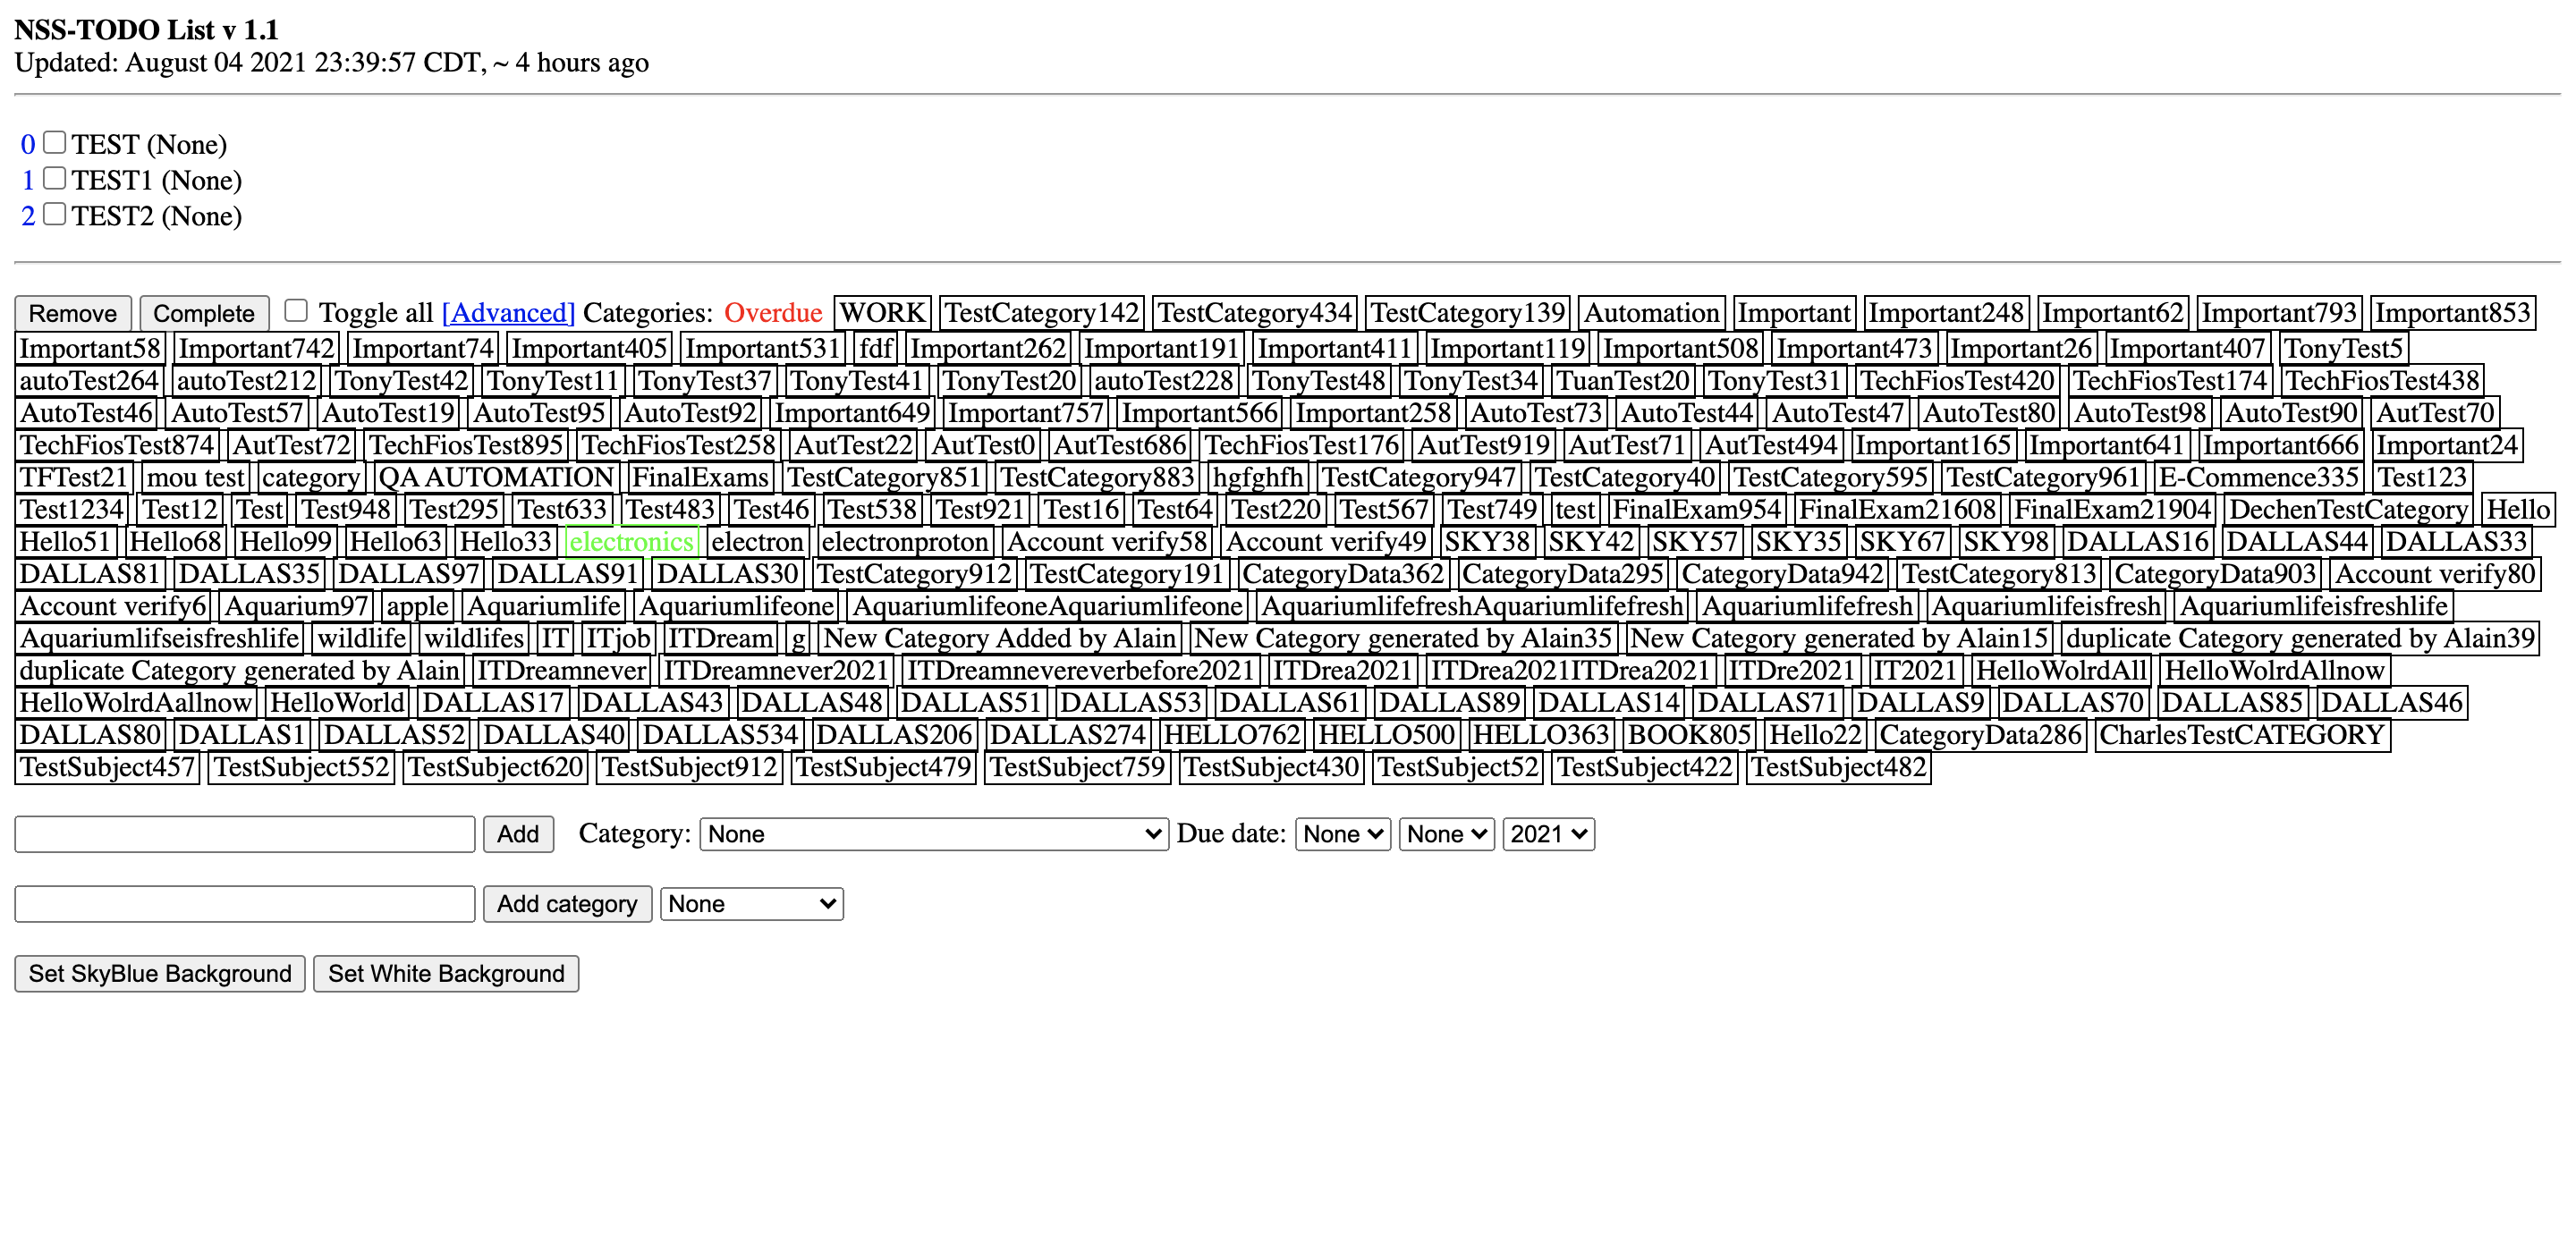 NSS-TODO List v 1.1
Updated: August 04 2021 23:39:57 CDT, ~ 4 hours ago
0 TEST (None)
1 TEST1 (None)
2 TEST2 (None)
Remove Complete Toggle all [Advanced] Categories: Overdue WORK TestCategory142 TestCategory434 TestCategory139 Automation Important Important248 Important62 Important793 Important853
Important58 Important742 Important74 Important405 Important531 fdf Important262 Important191 Important411 Important119 Important508 Important473 Important26 Important407 TonyTest5
autoTest264 autoTest212 TonyTest42 TonyTest11 TonyTest37 TonyTest41 TonyTest20 autoTest228 TonyTest48 TonyTest34 TuanTest20 TonyTest31 TechFiosTest420 TechFiosTest174 TechFiosTest438
AutoTest46 AutoTest57 AutoTest19 AutoTest95 AutoTest92 Important649 Important757 Important566 Important258 AutoTest73 AutoTest44 AutoTest47 AutoTest80 AutoTest98 AutoTest90 AutTest70
TechFiosTest874 AutTest72 TechFiosTest895 TechFiosTest258 AutTest22 AutTest0 AutTest686 TechFiosTest176 AutTest919 AutTest71 AutTest494 Important165 Important641 Important666 Important24
TFTest21 mou test category QA AUTOMATION FinalExams TestCategory851 TestCategory883 hgfghfh TestCategory947 TestCategory40 TestCategory595 TestCategory961 E-Commence335 Test123
Test1234 Test12 Test Test948 Test295 Test633 Test483 Test46 Test538 Test921 Test16 Test64 Test220 Test567 Test749 test FinalExam954 FinalExam21608 FinalExam21904 DechenTestCategory Hello
Hello51 Hello68 Hello99 Hello63 Hello33 electronics electron electronproton Account verify58 Account verify49 SKY38 SKY42 SKY57 SKY35 SKY67 SKY98 DALLAS16 DALLAS44 DALLAS33
DALLAS81 DALLAS35 DALLAS97 DALLAS91 DALLAS30 TestCategory912 TestCategory191 CategoryData362 CategoryData295 CategoryData942 TestCategory813 CategoryData903 Account verify80
Account verify6 Aquarium97 apple Aquariumlife Aquariumlifeone AquariumlifeoneAquariumlifeone AquariumlifefreshAquariumlifefresh Aquariumlifefresh Aquariumlifeisfresh Aquariumlifeisfreshlife
Aquariumlifseisfreshlife wildlife wildlifes IT ITjob ITDream g New Category Added by Alain New Category generated by Alain35 New Category generated by Alain15 duplicate Category generated by Alain39
duplicate Category generated by Alain ITDreamnever ITDreamnever2021 ITDreamnevereverbefore2021 ITDrea2021 ITDrea2021ITDrea2021 ITDre2021 IT2021 HelloWolrdAll HelloWolrdAllnow
HelloWolrdAallnow HelloWorld DALLAS17 DALLAS43 DALLAS48 DALLAS51 DALLAS53 DALLAS61 DALLAS89 DALLAS14 DALLAS71 DALLAS9 DALLAS70 DALLAS85 DALLAS46
DALLAS80 DALLAS1 DALLAS52 DALLAS40 DALLAS534 DALLAS206 DALLAS274 HELLO762 HELLO500 HELLO363 BOOK805 Hello22 CategoryData286 CharlesTestCATEGORY
TestSubject457 TestSubject552 TestSubject620 TestSubject912 TestSubject479 TestSubject759 TestSubject430 TestSubject52 TestSubject422 TestSubject482
Add Category: None Due date: None None 2021
Add category None
Set SkyBlue Background Set White Background